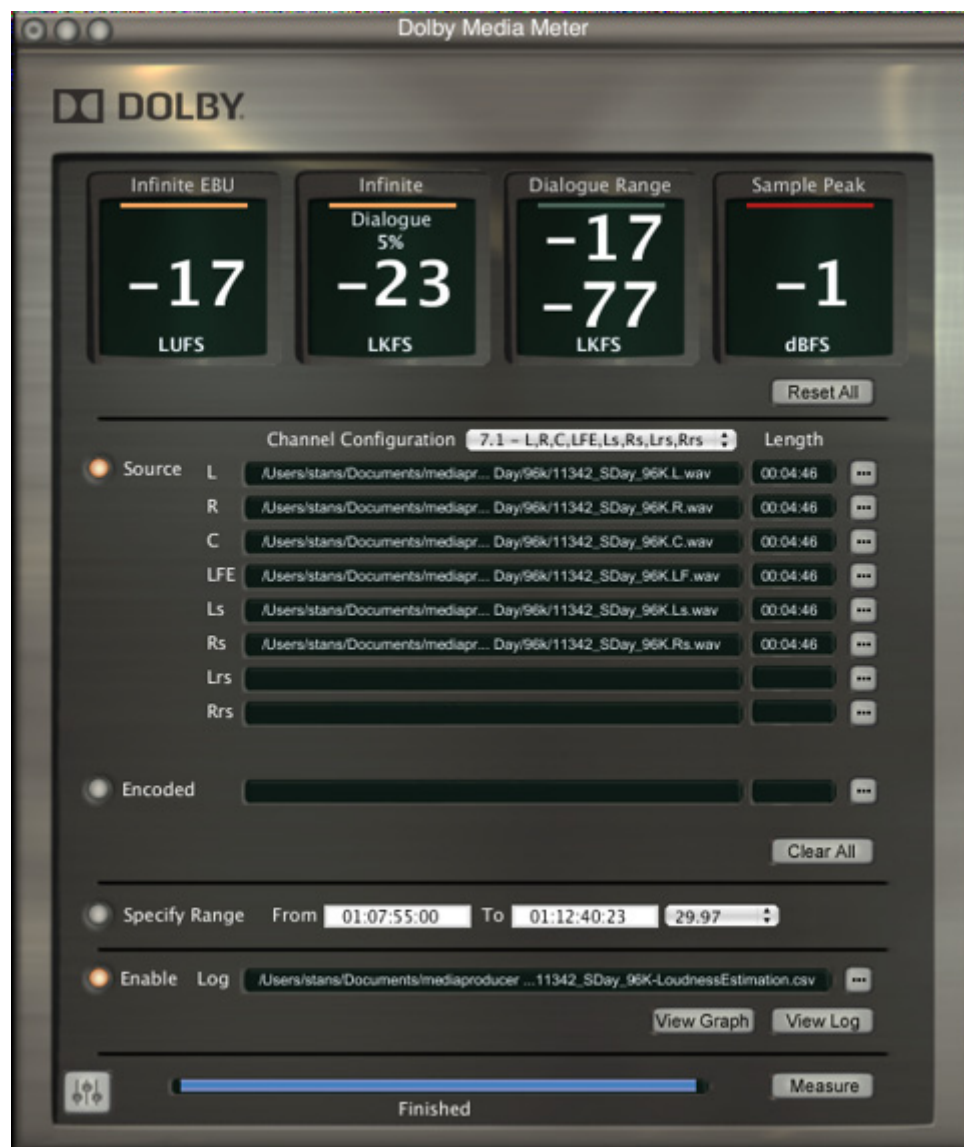 Dolby Media Meter
DOLBY
Infinite EBU Infinite Dialogue Range Sample Peak
-17 LUFS
Dialogue 5% -23 LKFS
-17 -77 LKFS
-1 dBFS
Reset All
Channel Configuration 7.1 - L,R,C,LFE,Ls,Rs,Lrs,Rrs Length
Source L /Users/stans/Documents/mediapr... Day/96k/11342_SDay_96K.L.wav 00:04:46 ...
R /Users/stans/Documents/mediapr... Day/96k/11342_SDay_96K.R.wav 00:04:46 ...
C /Users/stans/Documents/mediapr... Day/96k/11342_SDay_96K.C.wav 00:04:46 ...
LFE /Users/stans/Documents/mediapr... Day/96k/11342_SDay_96K.LF.wav 00:04:46 ...
Ls /Users/stans/Documents/mediapr... Day/96k/11342_SDay_96K.Ls.wav 00:04:46 ...
Rs /Users/stans/Documents/mediapr... Day/96k/11342_SDay_96K.Rs.wav 00:04:46 ...
Lrs ...
Rrs ...
Encoded ...
Clear All
Specify Range From 01:07:55:00 To 01:12:40:23 29.97
Enable Log /Users/stans/Documents/mediaproducer ...11342_SDay_96K-LoudnessEstimation.csv ...
View Graph View Log
Measure
Finished